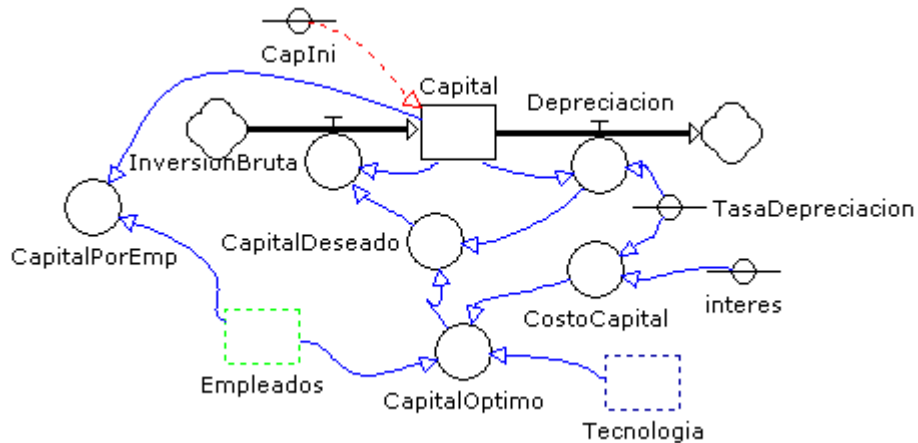 CapIni
Capital
Depreciacion
InversionBruta
TasaDepreciacion
CapitalPorEmp
CapitalDeseado
interes
CostoCapital
Empleados
CapitalOptimo
Tecnologia